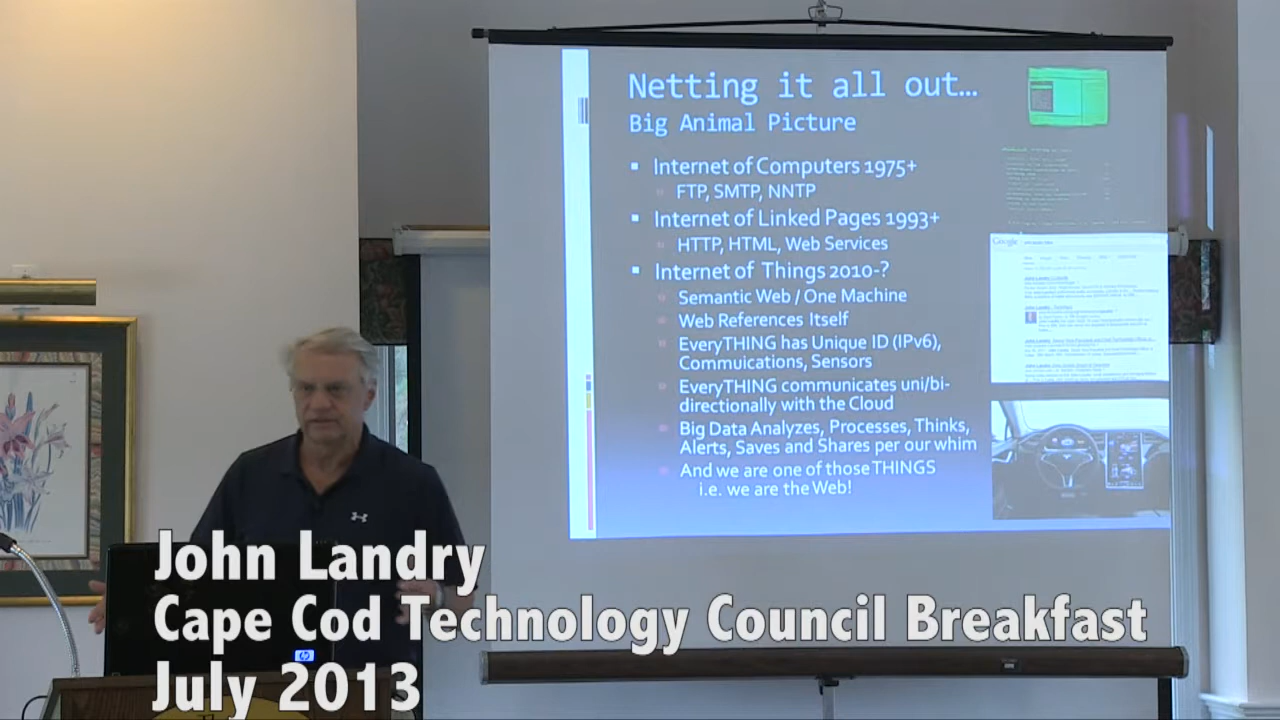 Netting it all out…
Big Animal Picture
▪ Internet of Computers 1975+
FTP, SMTP, NNTP
▪ Internet of Linked Pages 1993+
HTTP, HTML, Web Services
▪ Internet of Things 2010-?
Semantic Web / One Machine
Web References Itself
EveryTHING has Unique ID (IPv6),
Commuications, Sensors
EveryTHING communicates uni/bi-
directionally with the Cloud
Big Data Analyzes, Processes, Thinks,
Alerts, Saves and Shares per our whim
And we are one of those THINGS
i.e. we are the Web!
Google
hp
John Landry
Cape Cod Technology Council Breakfast
July 2013